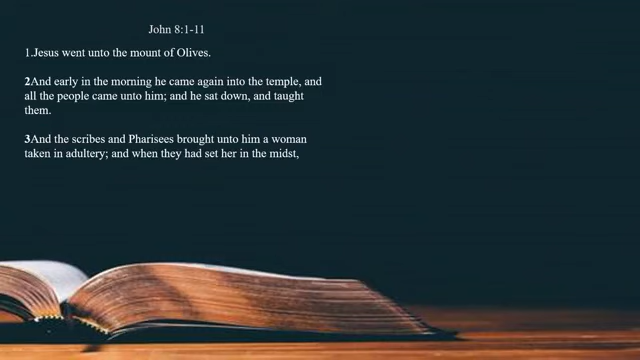 John 8:1-11
1.Jesus went unto the mount of Olives.
2And early in the morning he came again into the temple, and
all the people came unto him; and he sat down, and taught
them.
3And the scribes and Pharisees brought unto him a woman
taken in adultery; and when they had set her in the midst,